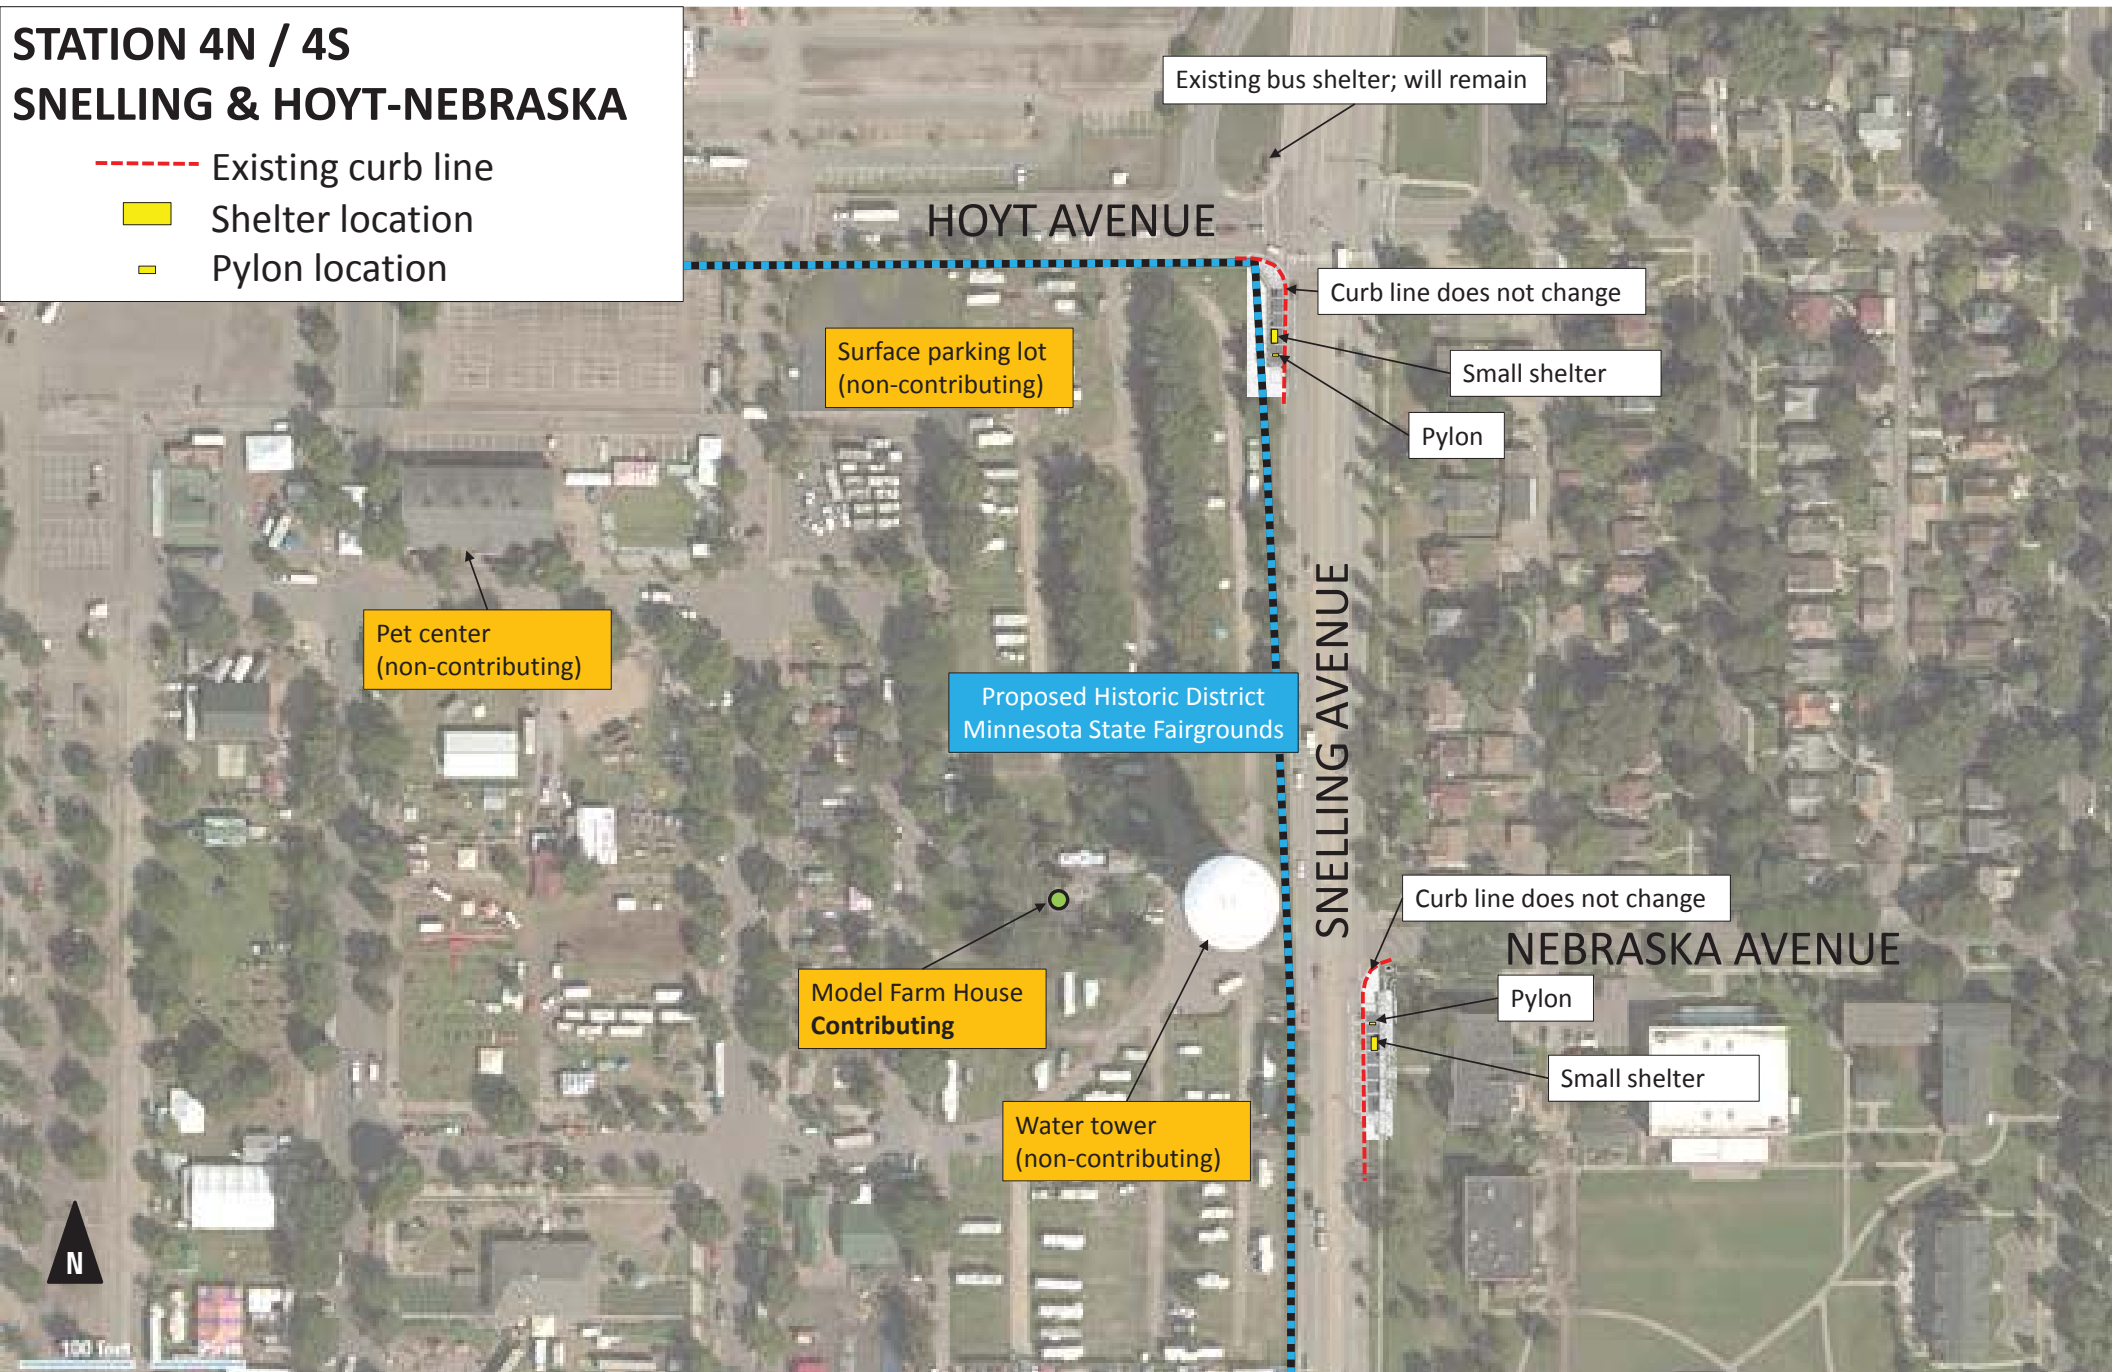 STATION 4N / 4S
SNELLING & HOYT-NEBRASKA
Existing curb line
Shelter location
Pylon location
Existing bus shelter; will remain
HOYT AVENUE
Curb line does not change
Surface parking lot
(non-contributing)
Small shelter
Pylon
Pet center
(non-contributing)
Proposed Historic District
Minnesota State Fairgrounds
SNELLING AVENUE
Curb line does not change
NEBRASKA AVENUE
Model Farm House
Contributing
Pylon
Small shelter
Water tower
(non-contributing)
N
100 feet